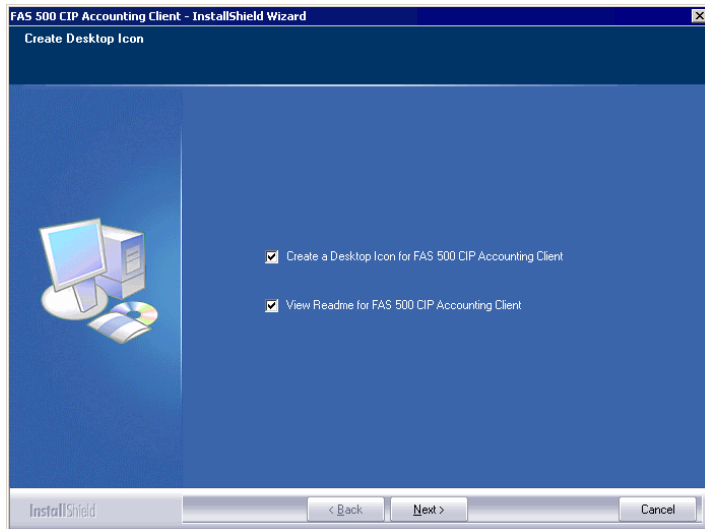 FAS 500 CIP Accounting Client - InstallShield Wizard
Create Desktop Icon
Create a Desktop Icon for FAS 500 CIP Accounting Client
View Readme for FAS 500 CIP Accounting Client
InstallShield
< Back
Next >
Cancel